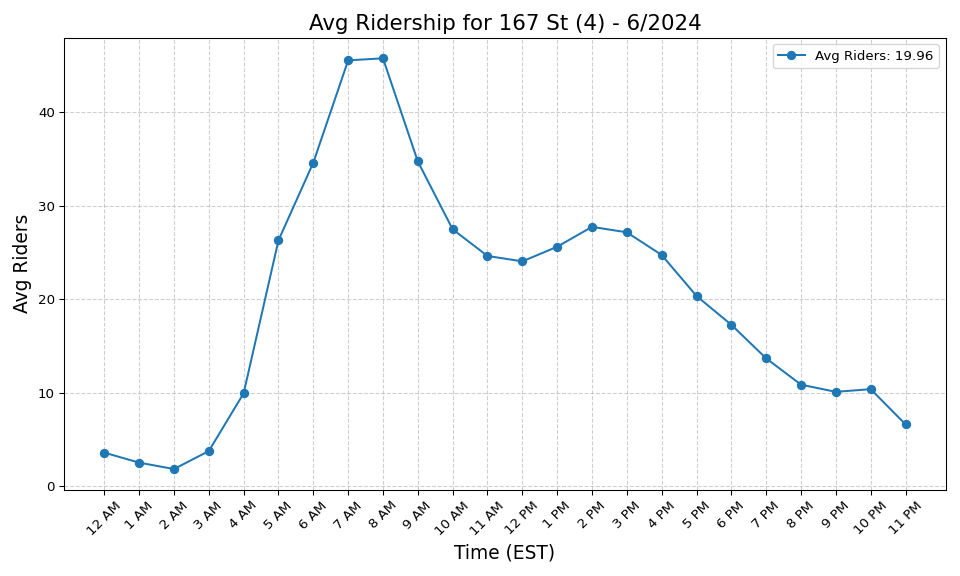 Avg Ridership for 167 St (4) - 6/2024
Avg Riders: 19.96
Avg Riders
40
30
20
10
0
12 AM
1 AM
2 AM
3 AM
4 AM
5 AM
6 AM
7 AM
8 AM
9 AM
10 AM
11 AM
12 PM
1 PM
2 PM
3 PM
4 PM
5 PM
6 PM
7 PM
8 PM
9 PM
10 PM
11 PM
Time (EST)